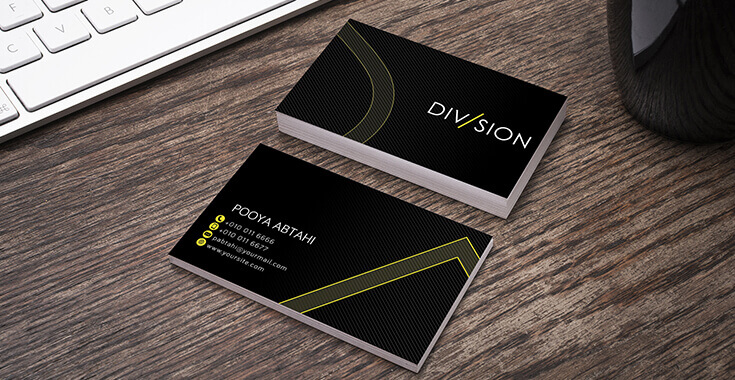 DIV/SION
POOYA ABTAHI
+010 011 6666
+010 011 6677
pabtahi@yourmail.com
www.yoursite.com